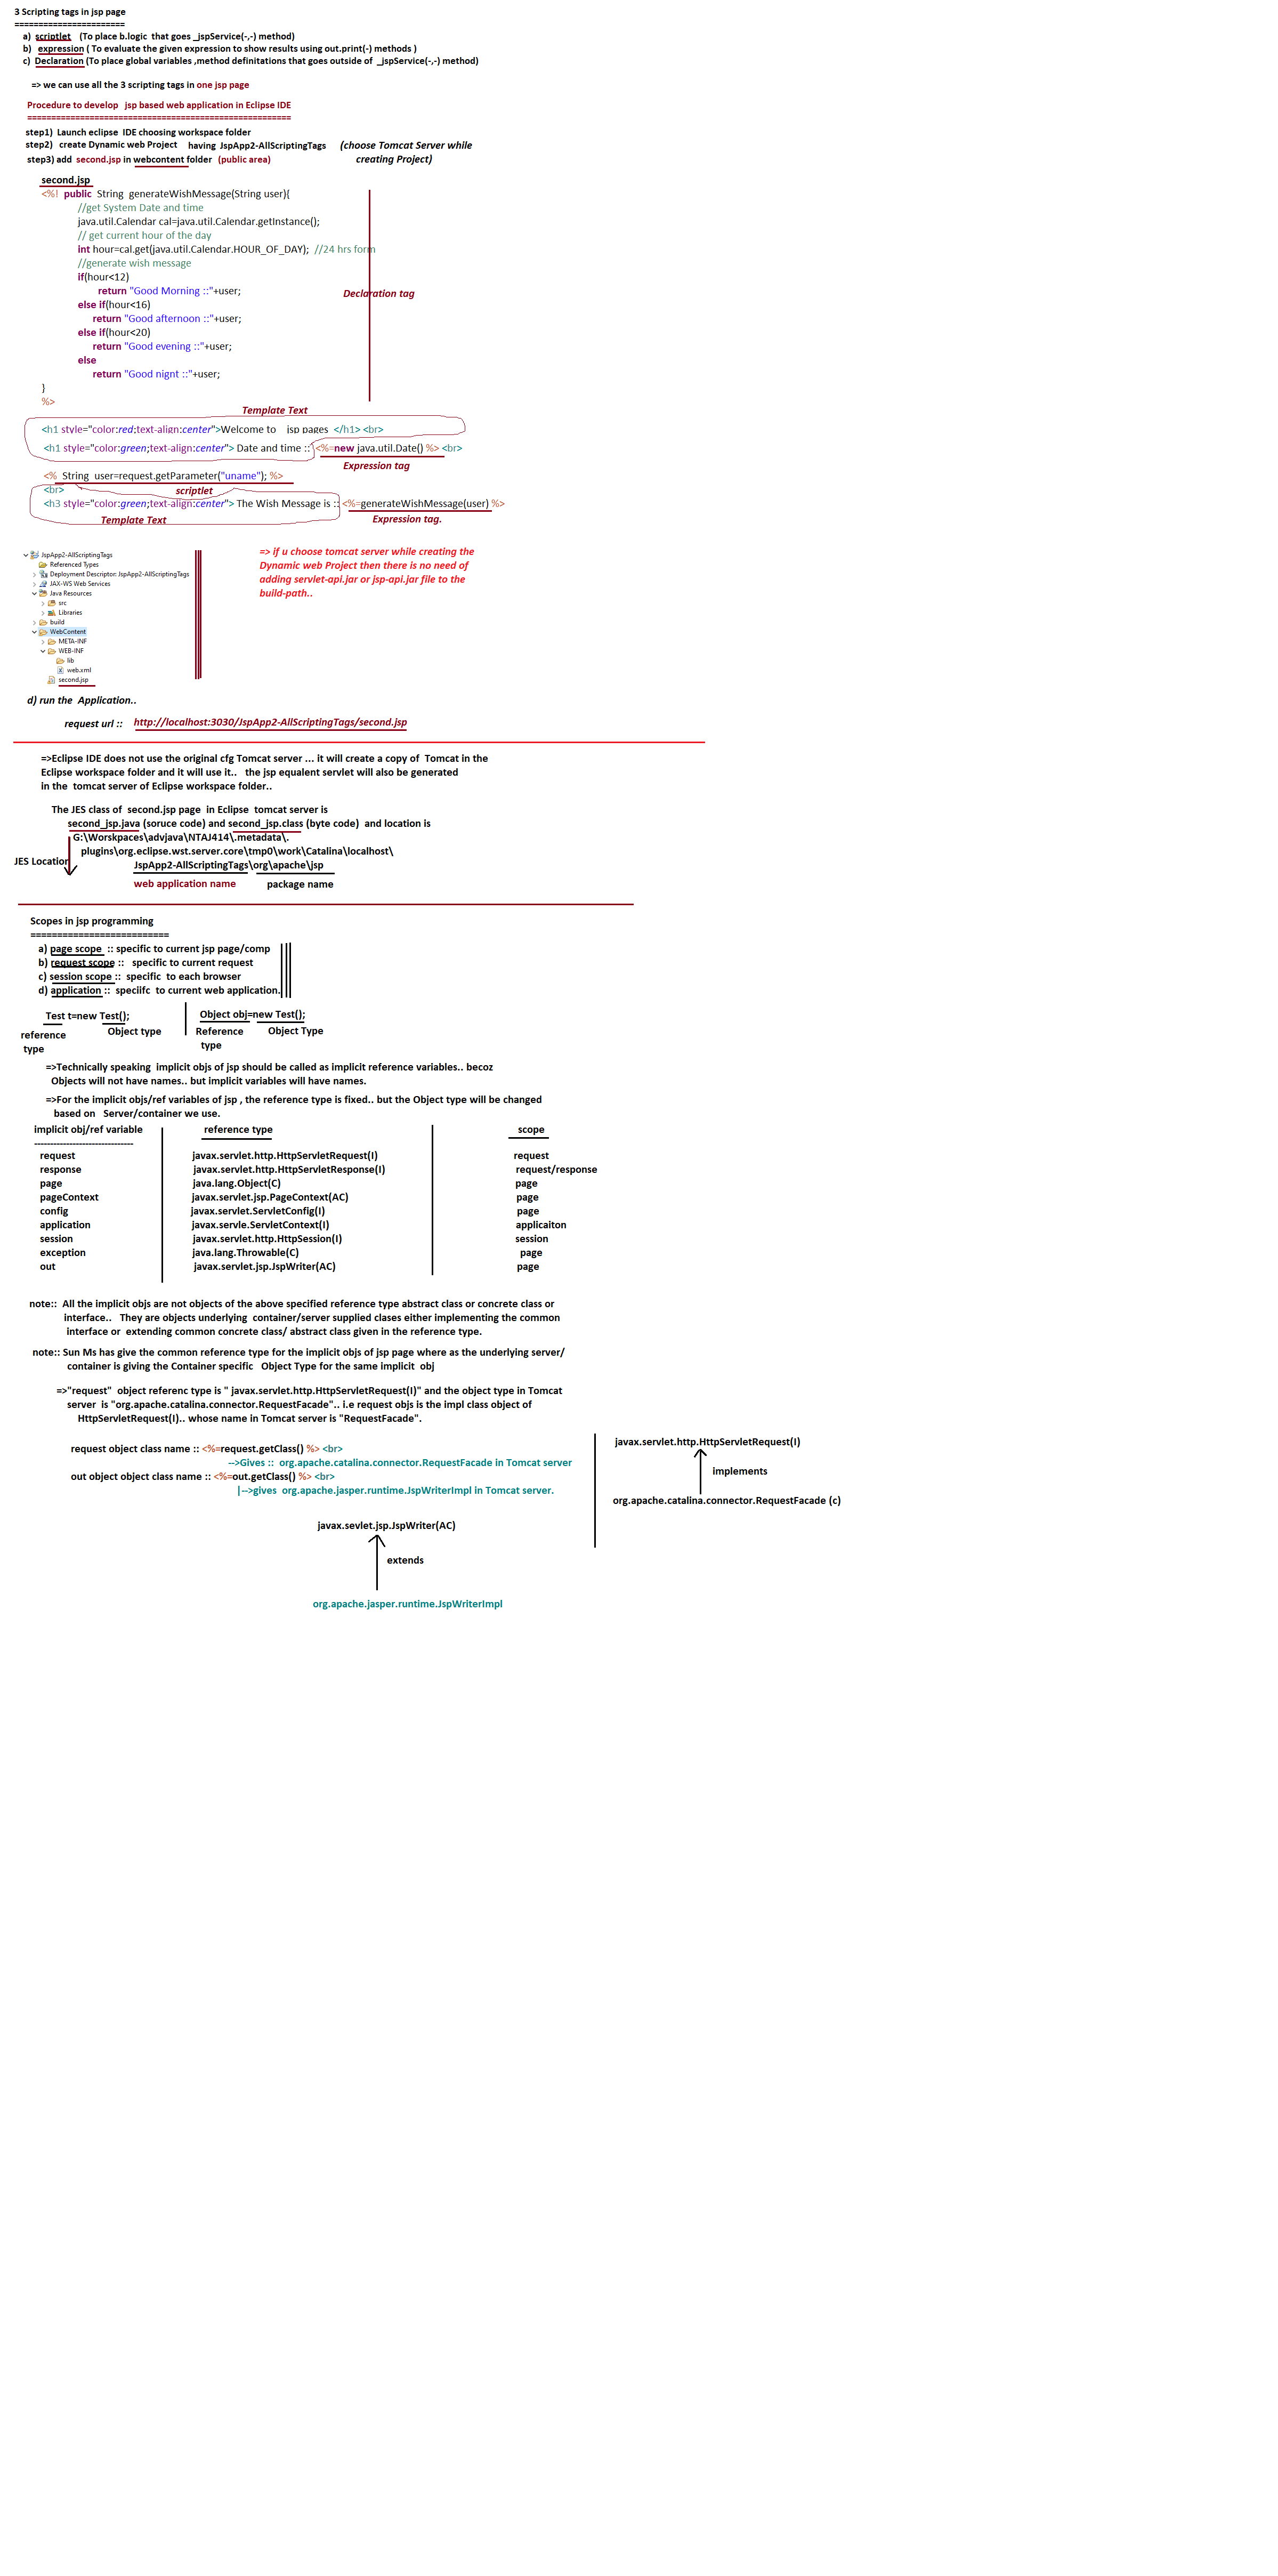 3 Scripting tags in jsp page
=======================
a) scriptlet (To place b.logic that goes _jspService(-,-) method)
b) expression ( To evaluate the given expression to show results using out.print(-) methods )
c) Declaration (To place global variables ,method definitations that goes outside of _jspService(-,-) method)
=> we can use all the 3 scripting tags in one jsp page
Procedure to develop jsp based web application in Eclipse IDE
=======================================================
step1) Launch eclipse IDE choosing workspace folder
step2) create Dynamic web Project having JspApp2-AllScriptingTags (choose Tomcat Server while
step3) add second.jsp in webcontent folder (public area) creating Project)
second.jsp
<%! public String generateWishMessage(String user){
//get System Date and time
java.util.Calendar cal=java.util.Calendar.getInstance();
// get current hour of the day
int hour=cal.get(java.util.Calendar.HOUR_OF_DAY); //24 hrs form
//generate wish message
if(hour<12)
return "Good Morning ::"+user;
Declaration tag
else if(hour<16)
return "Good afternoon ::"+user;
else if(hour<20)
return "Good evening ::"+user;
else
return "Good nignt ::"+user;
}
%>
Template Text
<h1 style="color:red;text-align:center">Welcome to jsp pages </h1> <br>
<h1 style="color:green;text-align:center"> Date and time :: <%=new java.util.Date() %> <br>
Expression tag
<% String user=request.getParameter("uname"); %>
<br> scriptlet
<h3 style="color:green;text-align:center"> The Wish Message is :: <%=generateWishMessage(user) %>
Template Text Expression tag.
JspApp2-AllScriptingTags
Referenced Types
Deployment Descriptor: JspApp2-AllScriptingTags
JAX-WS Web Services
Java Resources
src
Libraries
build
WebContent
META-INF
WEB-INF
lib
web.xml
second.jsp
=> if u choose tomcat server while creating the
Dynamic web Project then there is no need of
adding servlet-api.jar or jsp-api.jar file to the
build-path..
d) run the Application..
request url :: http://localhost:3030/JspApp2-AllScriptingTags/second.jsp
=>Eclipse IDE does not use the original cfg Tomcat server ... it will create a copy of Tomcat in the
Eclipse workspace folder and it will use it.. the jsp equalent servlet will also be generated
in the tomcat server of Eclipse workspace folder..
The JES class of second.jsp page in Eclipse tomcat server is
second_jsp.java (soruce code) and second_jsp.class (byte code) and location is
G:\Worskpaces\advjava\NTAJ414\.metadata\.
plugins\org.eclipse.wst.server.core\tmp0\work\Catalina\localhost\
JES Location JspApp2-AllScriptingTags\org\apache\jsp
web application name package name
Scopes in jsp programming
==========================
a) page scope :: specific to current jsp page/comp
b) request scope :: specific to current request
c) session scope :: specific to each browser
d) application :: speciifc to current web application.
Test t=new Test();
reference Object type
type
Object obj=new Test();
Reference Object Type
type
=>Technically speaking implicit objs of jsp should be called as implicit reference variables.. becoz
Objects will not have names.. but implicit variables will have names.
=>For the implicit objs/ref variables of jsp , the reference type is fixed.. but the Object type will be changed
based on Server/container we use.
implicit obj/ref variable reference type scope
-------------------------------
request javax.servlet.http.HttpServletRequest(I) request
response javax.servlet.http.HttpServletResponse(I) request/response
page java.lang.Object(C) page
pageContext javax.servlet.jsp.PageContext(AC) page
config javax.servlet.ServletConfig(I) page
application javax.servle.ServletContext(I) applicaiton
session javax.servlet.http.HttpSession(I) session
exception java.lang.Throwable(C) page
out javax.servlet.jsp.JspWriter(AC) page
note:: All the implicit objs are not objects of the above specified reference type abstract class or concrete class or
interface.. They are objects underlying container/server supplied clases either implementing the common
interface or extending common concrete class/ abstract class given in the reference type.
note:: Sun Ms has give the common reference type for the implicit objs of jsp page where as the underlying server/
container is giving the Container specific Object Type for the same implicit obj
=>"request" object referenc type is " javax.servlet.http.HttpServletRequest(I)" and the object type in Tomcat
server is "org.apache.catalina.connector.RequestFacade".. i.e request objs is the impl class object of
HttpServletRequest(I).. whose name in Tomcat server is "RequestFacade".
request object class name :: <%=request.getClass() %> <br>
-->Gives :: org.apache.catalina.connector.RequestFacade in Tomcat server
out object object class name :: <%=out.getClass() %> <br>
|-->gives org.apache.jasper.runtime.JspWriterImpl in Tomcat server.
javax.servlet.http.HttpServletRequest(I)
implements
org.apache.catalina.connector.RequestFacade (c)
javax.sevlet.jsp.JspWriter(AC)
extends
org.apache.jasper.runtime.JspWriterImpl